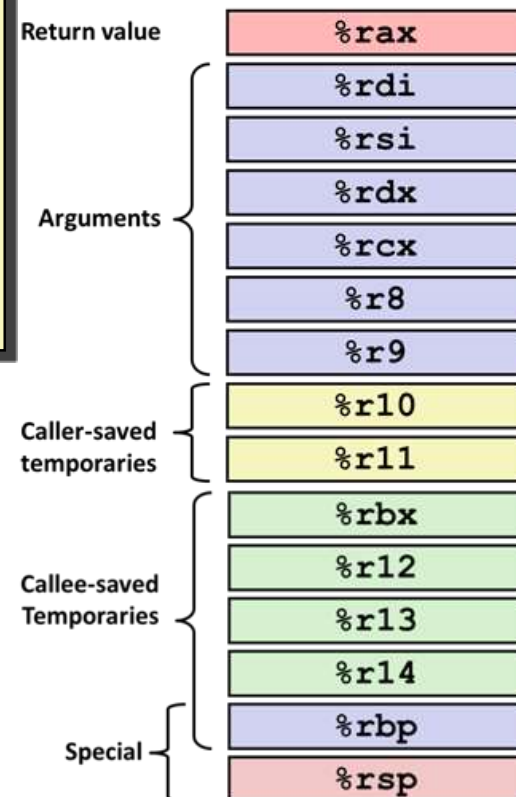 Return value
%rax
%rdi
%rsi
%rdx
Arguments
%rcx
%r8
%r9
%r10
Caller-saved
temporaries
%r11
%rbx
%r12
Callee-saved
Temporaries
%r13
%r14
%rbp
Special
%rsp